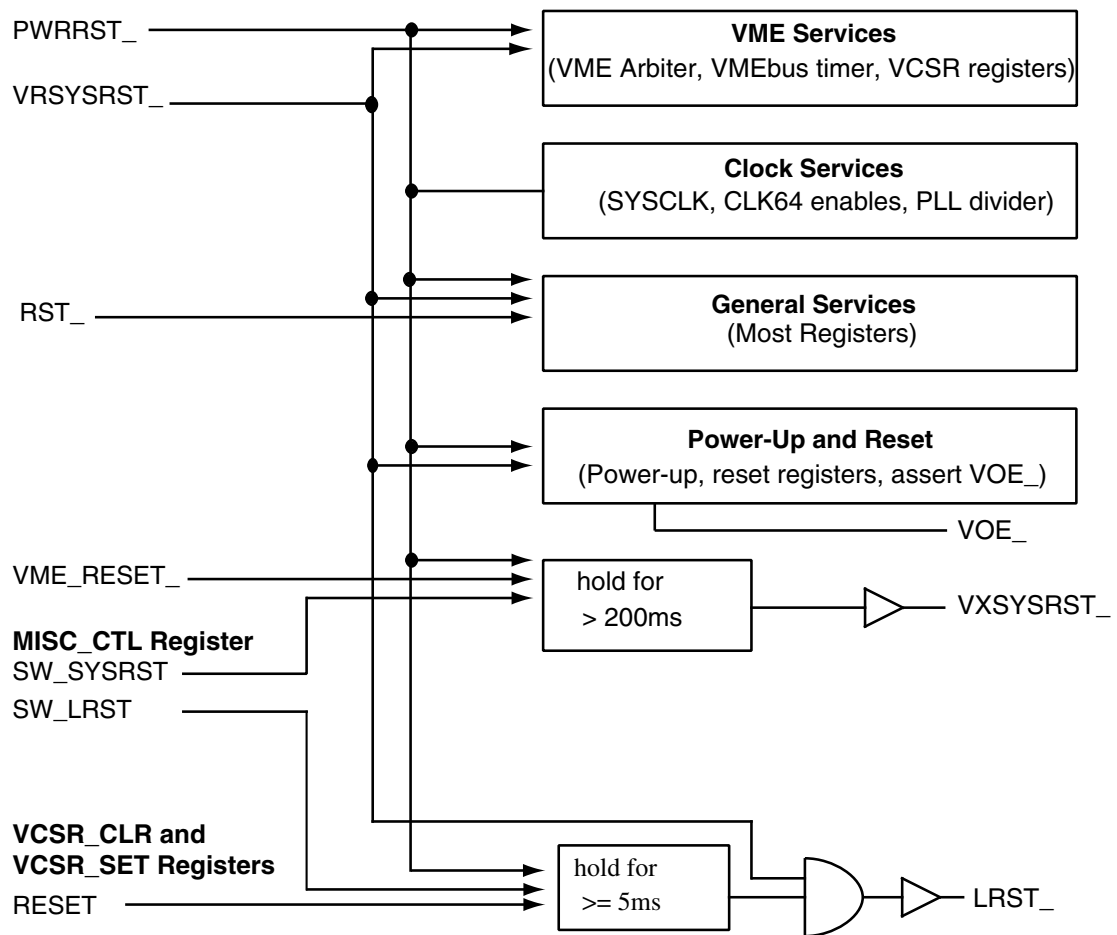 PWRRST_
VME Services
(VME Arbiter, VMEbus timer, VCSR registers)
VRSYSRST_
Clock Services
(SYSCLK, CLK64 enables, PLL divider)
RST_
General Services
(Most Registers)
Power-Up and Reset
(Power-up, reset registers, assert VOE_)
VOE_
VME_RESET_
hold for
> 200ms
VXSYSRST_
MISC_CTL Register
SW_SYSRST
SW_LRST
VCSR_CLR and
VCSR_SET Registers
RESET
hold for
>= 5ms
LRST_